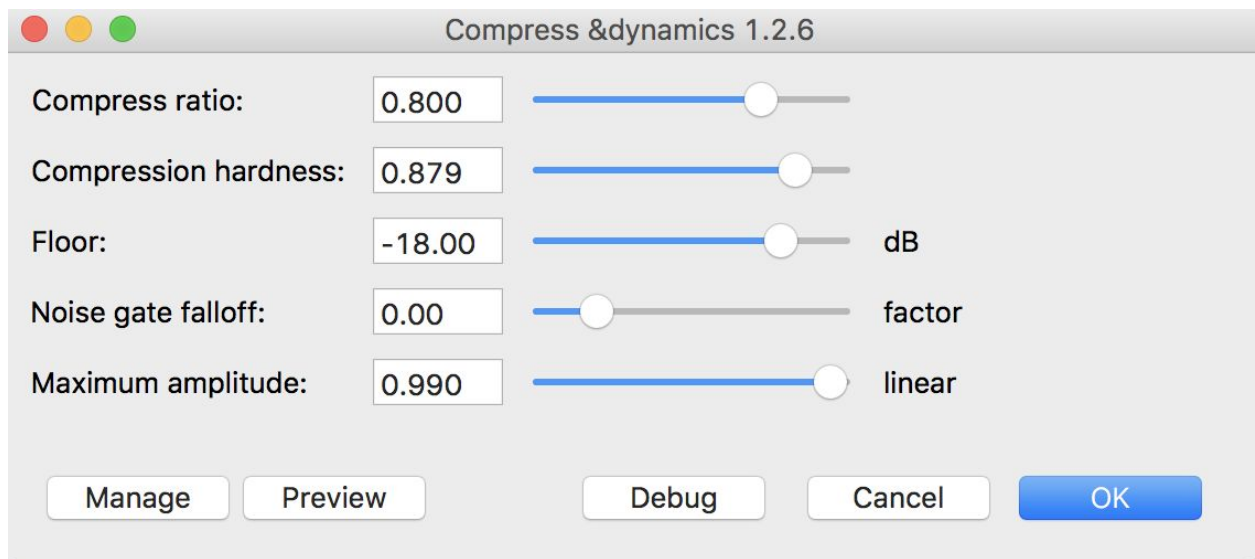 Compress &dynamics 1.2.6
Compress ratio: 0.800
Compression hardness: 0.879
Floor: -18.00 dB
Noise gate falloff: 0.00 factor
Maximum amplitude: 0.990 linear
Manage Preview Debug Cancel OK